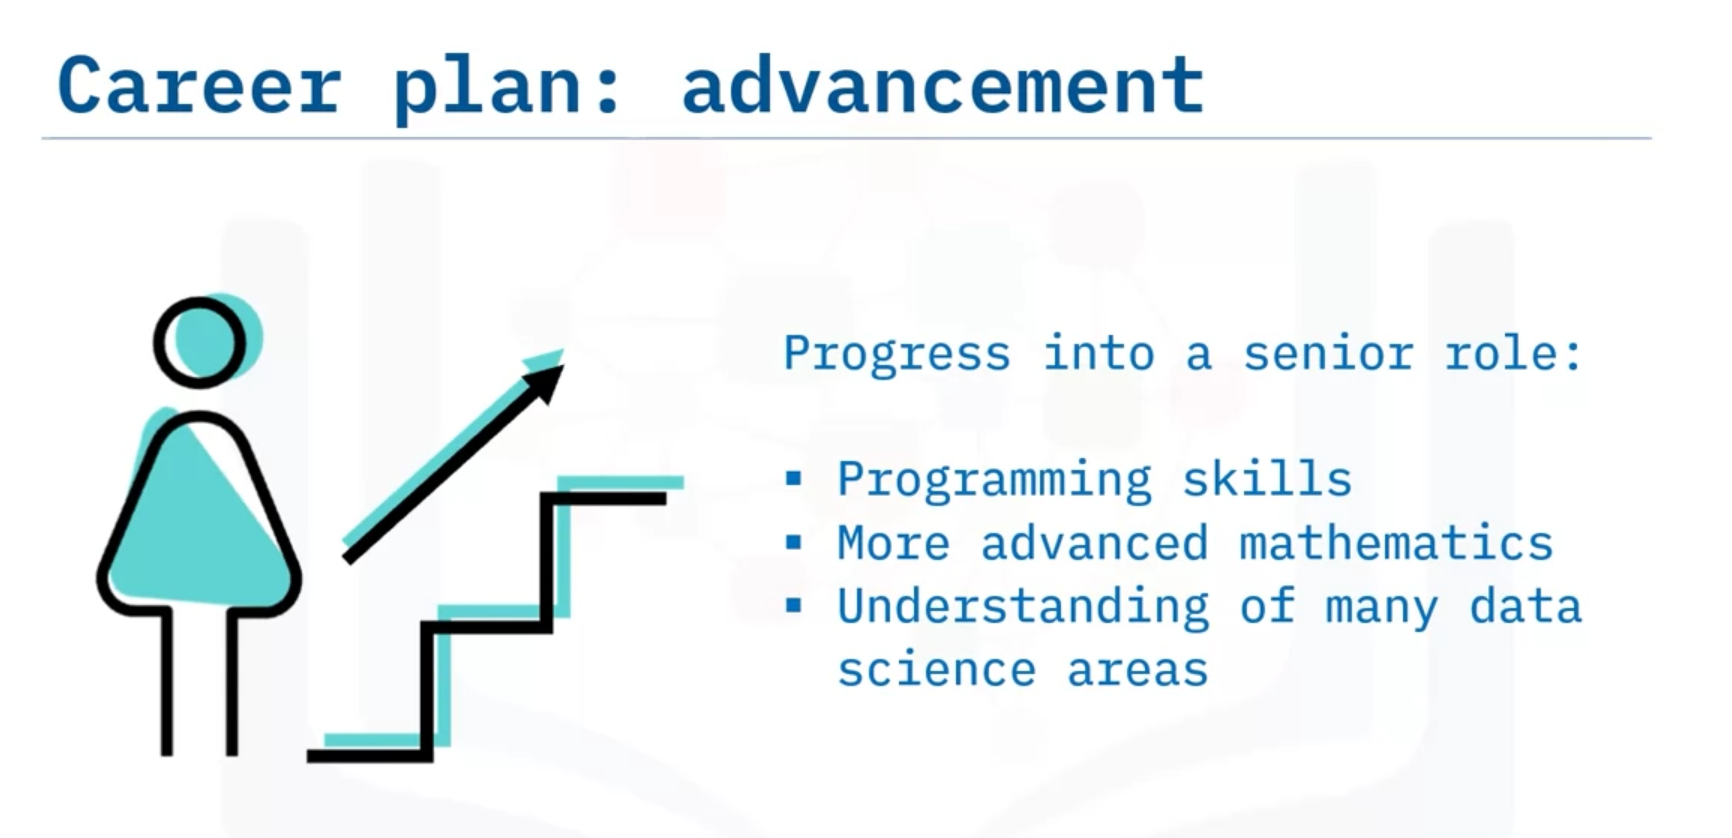 Career plan: advancement
Progress into a senior role:
▪ Programming skills
▪ More advanced mathematics
▪ Understanding of many data
science areas